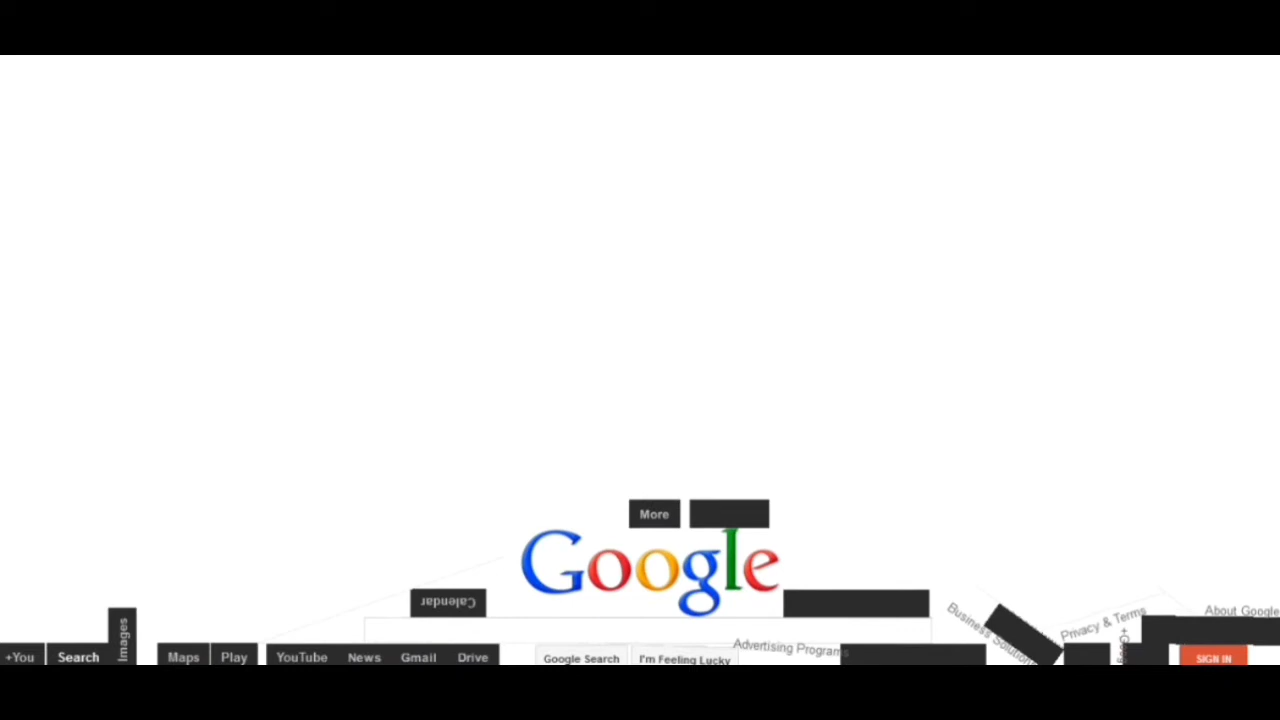 More
Google
Calendar
About Google
Privacy & Terms
Business Solution
Images
Advertising Programs
+You
Search
Maps
Play
YouTube
News
Gmail
Drive
Google Search
I'm Feeling Lucky
SIGN IN